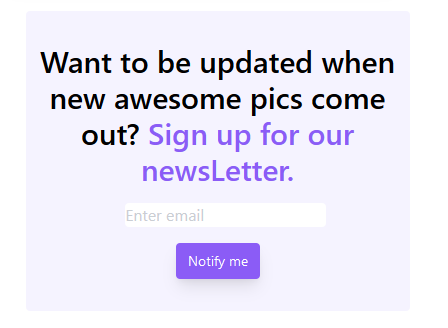 Want to be updated when
new awesome pics come
out? Sign up for our
newsLetter.
Enter email
Notify me